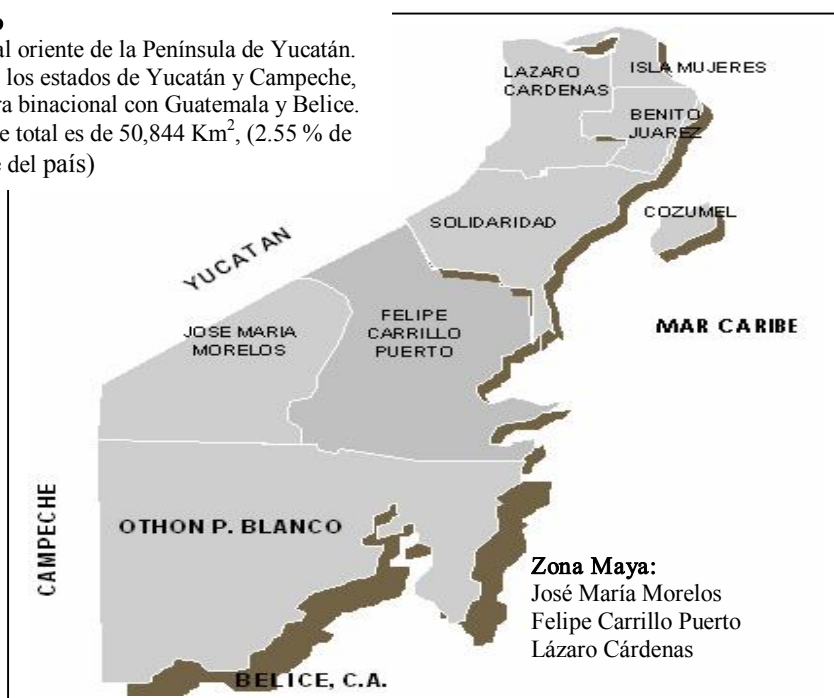 al oriente de la Península de Yucatán.
los estados de Yucatán y Campeche,
binacional con Guatemala y Belice.
total es de 50,844 Km², (2.55 % de
del país)
LAZARO
CARDENAS
ISLA MUJERES
BENITO
JUAREZ
SOLIDARIDAD
COZUMEL
YUCATAN
FELIPE
CARRILLO
PUERTO
JOSE MARIA
MORELOS
MAR CARIBE
CAMPECHE
OTHON P. BLANCO
Zona Maya:
José María Morelos
Felipe Carrillo Puerto
Lázaro Cárdenas
BELICE, C.A.